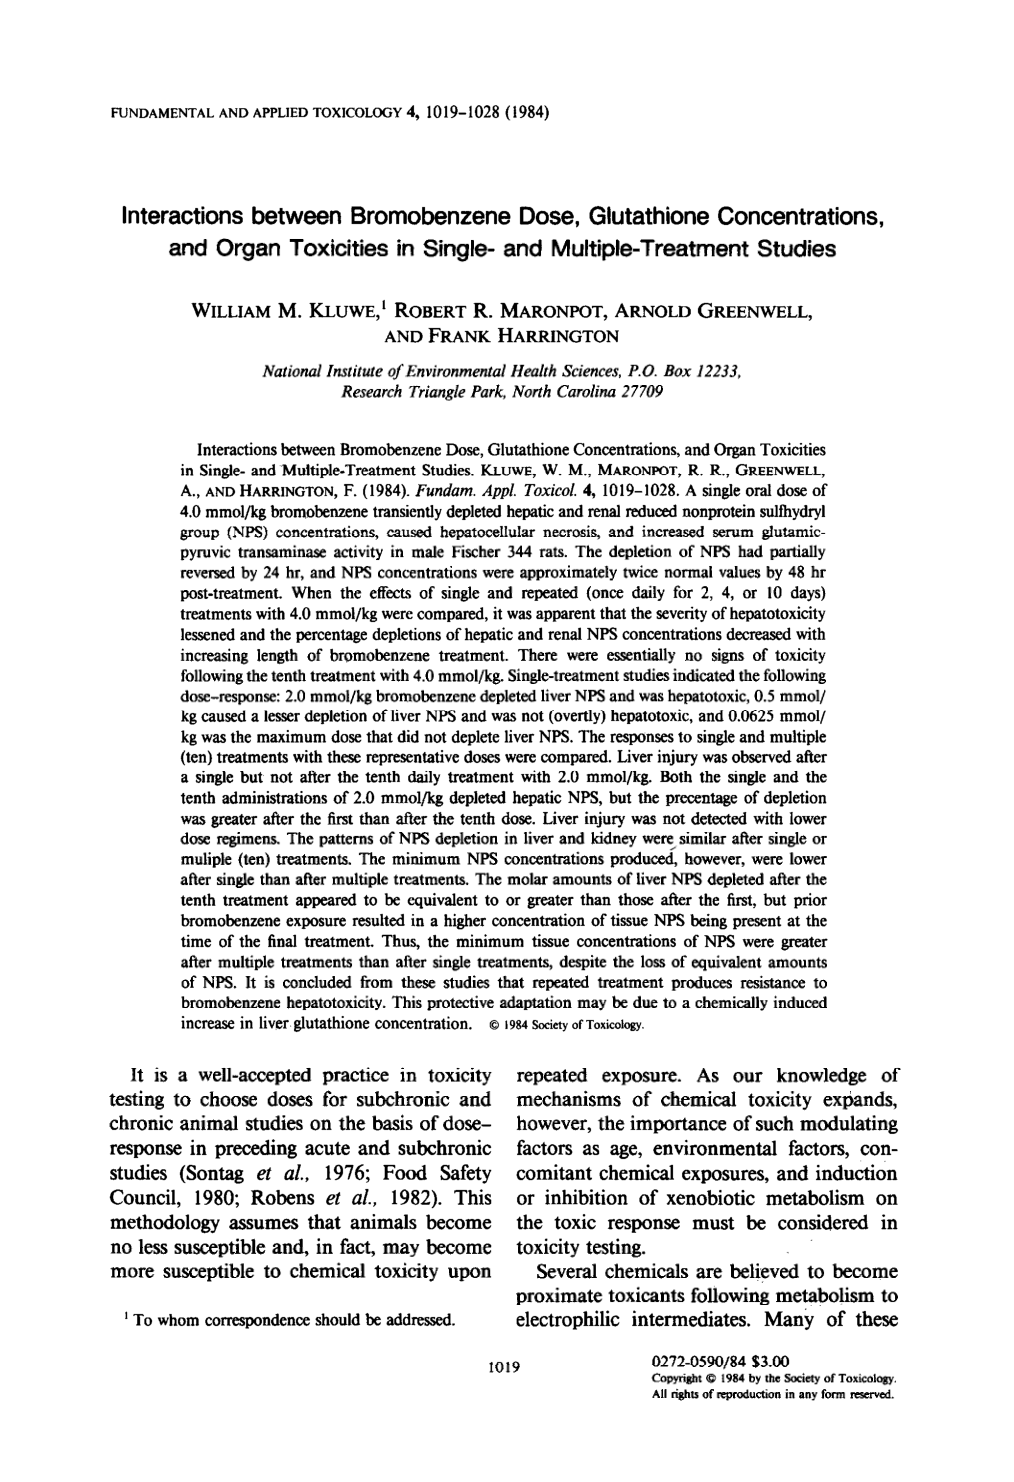 FUNDAMENTAL AND APPLIED TOXICOLOGY 4, 1019-1028 (1984)
Interactions between Bromobenzene Dose, Glutathione Concentrations,
and Organ Toxicities in Single- and Multiple-Treatment Studies
WILLIAM M. KLUWE,¹ ROBERT R. MARONPOT, ARNOLD GREENWELL,
AND FRANK HARRINGTON
National Institute of Environmental Health Sciences, P.O. Box 12233,
Research Triangle Park, North Carolina 27709
Interactions between Bromobenzene Dose, Glutathione Concentrations, and Organ Toxicities
in Single- and Multiple-Treatment Studies. KLUWE, W. M., MARONPOT, R. R., GREENWELL,
A., AND HARRINGTON, F. (1984). Fundam. Appl. Toxicol. 4, 1019-1028. A single oral dose of
4.0 mmol/kg bromobenzene transiently depleted hepatic and renal reduced nonprotein sulfhydryl
group (NPS) concentrations, caused hepatocellular necrosis, and increased serum glutamic-
pyruvic transaminase activity in male Fischer 344 rats. The depletion of NPS had partially
reversed by 24 hr, and NPS concentrations were approximately twice normal values by 48 hr
post-treatment. When the effects of single and repeated (once daily for 2, 4, or 10 days)
treatments with 4.0 mmol/kg were compared, it was apparent that the severity of hepatotoxicity
lessened and the percentage depletions of hepatic and renal NPS concentrations decreased with
increasing length of bromobenzene treatment. There were essentially no signs of toxicity
following the tenth treatment with 4.0 mmol/kg. Single-treatment studies indicated the following
dose-response: 2.0 mmol/kg bromobenzene depleted liver NPS and was hepatotoxic, 0.5 mmol/
kg caused a lesser depletion of liver NPS and was not (overtly) hepatotoxic, and 0.0625 mmol/
kg was the maximum dose that did not deplete liver NPS. The responses to single and multiple
(ten) treatments with these representative doses were compared. Liver injury was observed after
a single but not after the tenth daily treatment with 2.0 mmol/kg. Both the single and the
tenth administrations of 2.0 mmol/kg depleted hepatic NPS, but the precentage of depletion
was greater after the first than after the tenth dose. Liver injury was not detected with lower
dose regimens. The patterns of NPS depletion in liver and kidney were similar after single or
muliple (ten) treatments. The minimum NPS concentrations produced, however, were lower
after single than after multiple treatments. The molar amounts of liver NPS depleted after the
tenth treatment appeared to be equivalent to or greater than those after the first, but prior
bromobenzene exposure resulted in a higher concentration of tissue NPS being present at the
time of the final treatment. Thus, the minimum tissue concentrations of NPS were greater
after multiple treatments than after single treatments, despite the loss of equivalent amounts
of NPS. It is concluded from these studies that repeated treatment produces resistance to
bromobenzene hepatotoxicity. This protective adaptation may be due to a chemically induced
increase in liver glutathione concentration. © 1984 Society of Toxicology.
It is a well-accepted practice in toxicity
testing to choose doses for subchronic and
chronic animal studies on the basis of dose-
response in preceding acute and subchronic
studies (Sontag et al., 1976; Food Safety
Council, 1980; Robens et al., 1982). This
methodology assumes that animals become
no less susceptible and, in fact, may become
more susceptible to chemical toxicity upon
¹ To whom correspondence should be addressed.
repeated exposure. As our knowledge of
mechanisms of chemical toxicity expands,
however, the importance of such modulating
factors as age, environmental factors, con-
comitant chemical exposures, and induction
or inhibition of xenobiotic metabolism on
the toxic response must be considered in
toxicity testing.
Several chemicals are believed to become
proximate toxicants following metabolism to
electrophilic intermediates. Many of these
1019
0272-0590/84 $3.00
Copyright © 1984 by the Society of Toxicology.
All rights of reproduction in any form reserved.